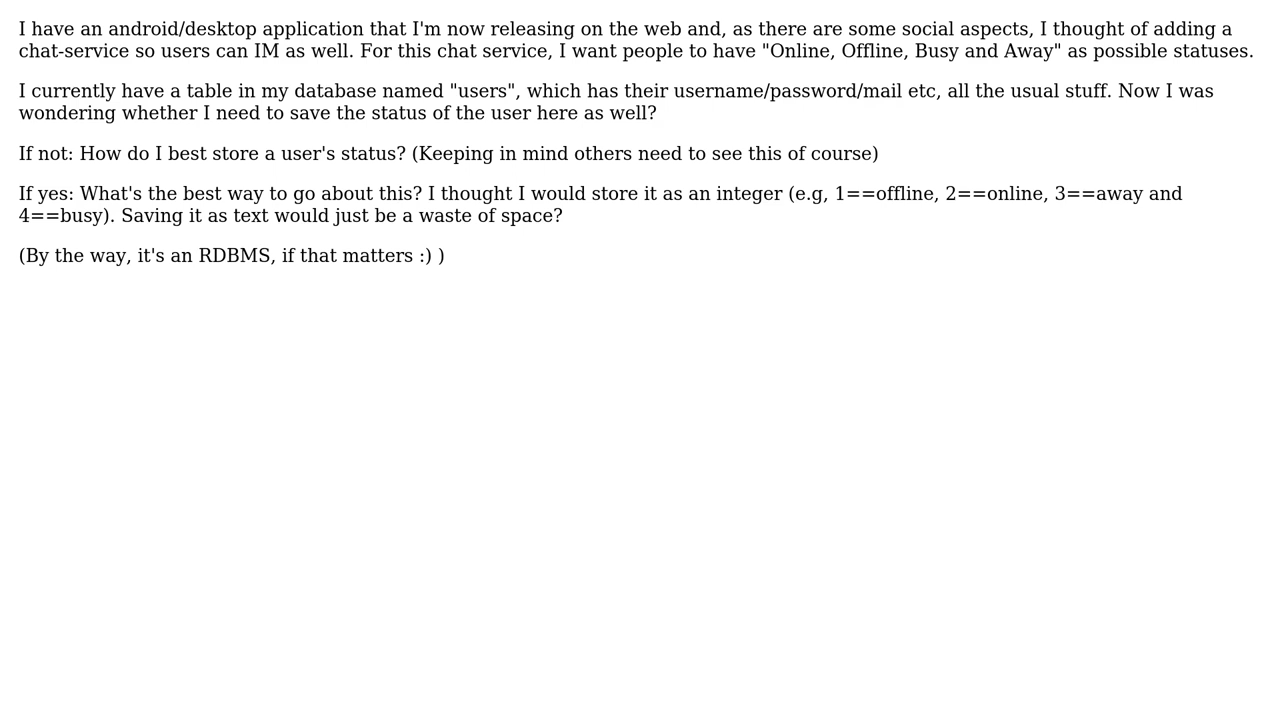 I have an android/desktop application that I'm now releasing on the web and, as there are some social aspects, I thought of adding a
chat-service so users can IM as well. For this chat service, I want people to have "Online, Offline, Busy and Away" as possible statuses.
I currently have a table in my database named "users", which has their username/password/mail etc, all the usual stuff. Now I was
wondering whether I need to save the status of the user here as well?
If not: How do I best store a user's status? (Keeping in mind others need to see this of course)
If yes: What's the best way to go about this? I thought I would store it as an integer (e.g, 1==offline, 2==online, 3==away and
4==busy). Saving it as text would just be a waste of space?
(By the way, it's an RDBMS, if that matters :) )